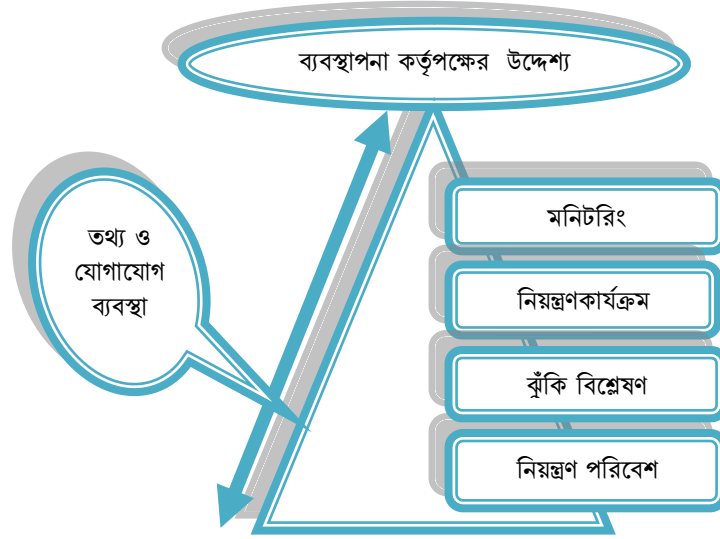 ব্যবস্থাপনা কর্তৃপক্ষের উদ্দেশ্য
তথ্য ও
যোগাযোগ
ব্যবস্থা
মনিটরিং
নিয়ন্ত্রণকার্যক্রম
ঝুঁকি বিশ্লেষণ
নিয়ন্ত্রণ পরিবেশ